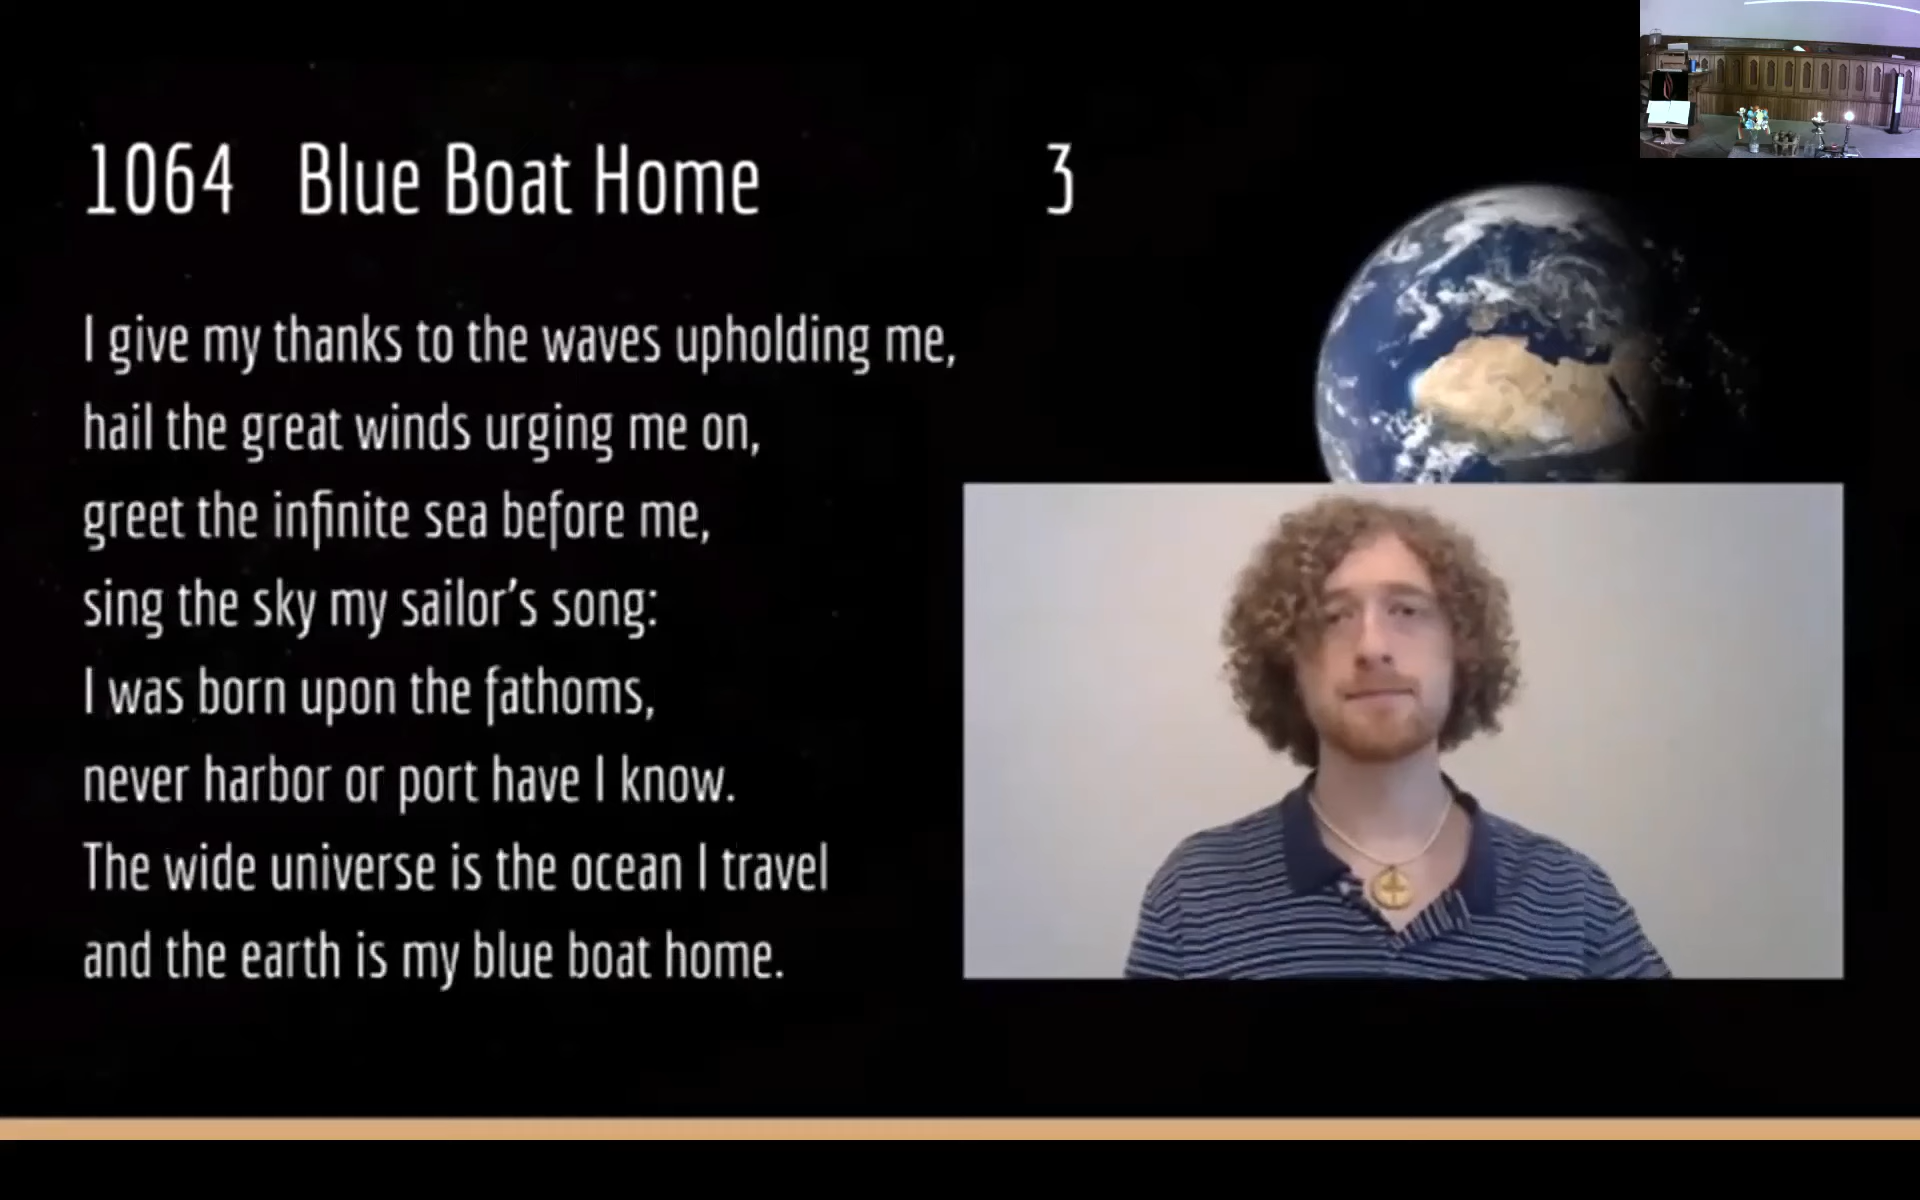 1064 Blue Boat Home 3
I give my thanks to the waves upholding me,
hail the great winds urging me on,
greet the infinite sea before me,
sing the sky my sailor’s song:
I was born upon the fathoms,
never harbor or port have I know.
The wide universe is the ocean I travel
and the earth is my blue boat home.